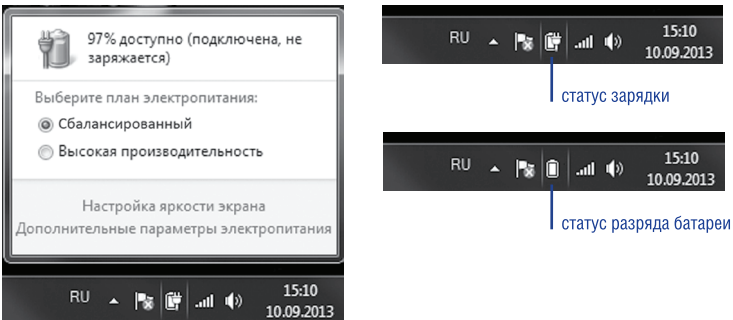 97% доступно (подключена, не
заряжается)
Выберите план электропитания:
Сбалансированный
Высокая производительность
Настройка яркости экрана
Дополнительные параметры электропитания
RU
15:10
10.09.2013
RU
15:10
10.09.2013
статус зарядки
RU
15:10
10.09.2013
статус разряда батареи